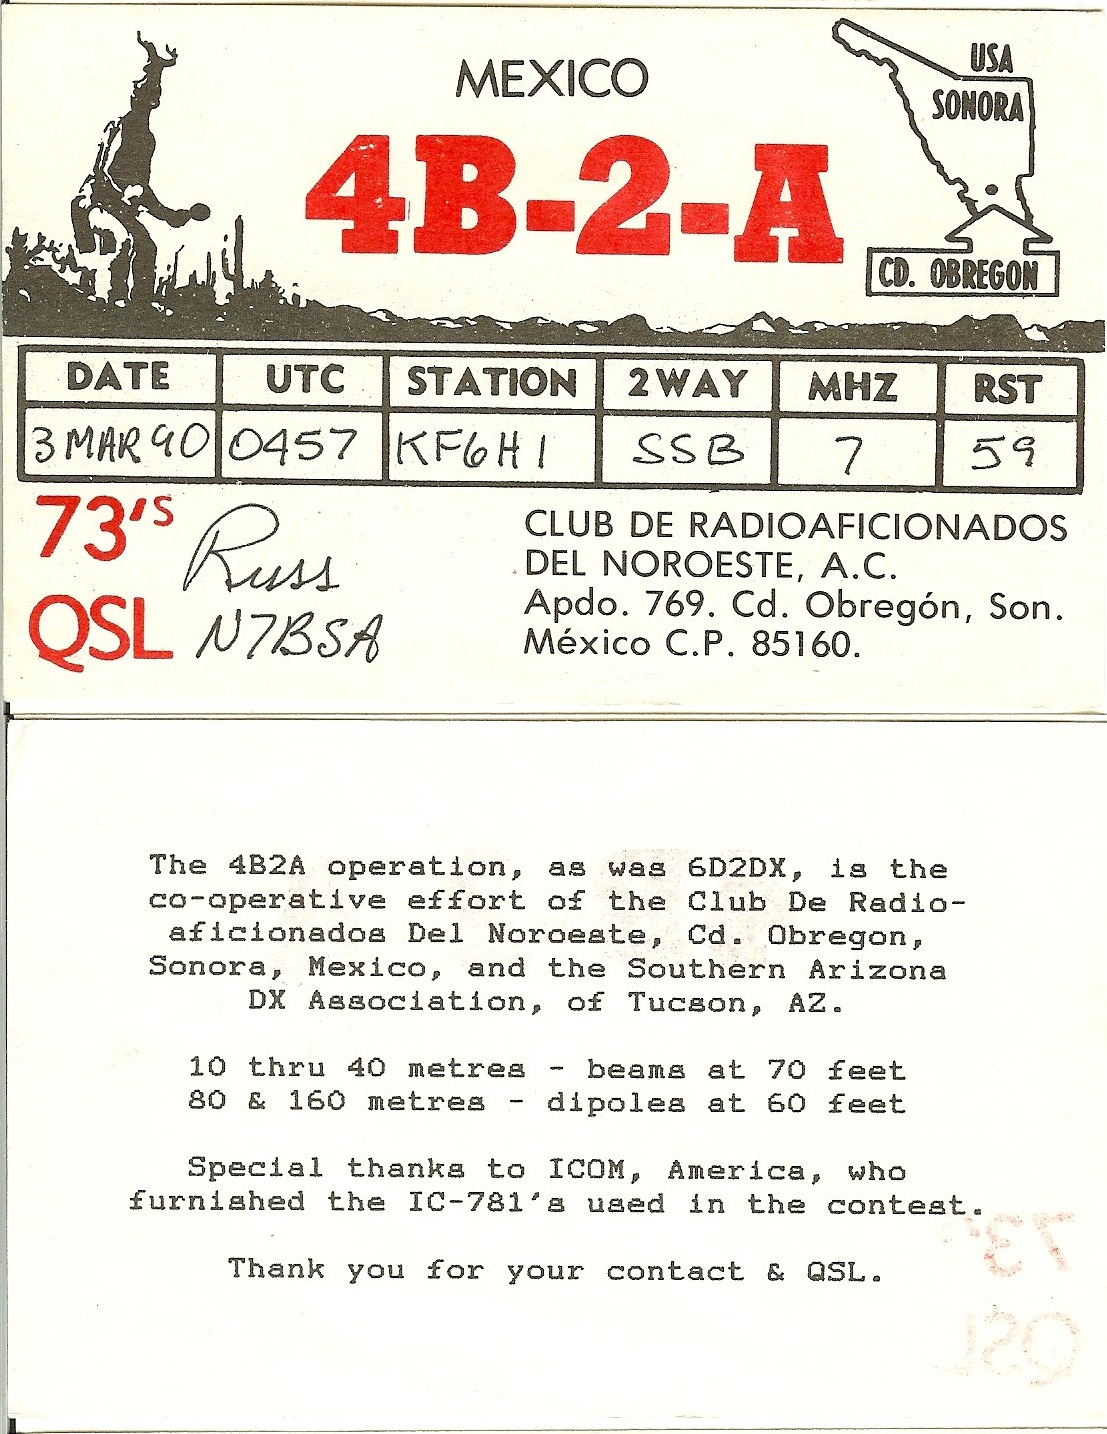 MEXICO
4B-2-A
USA
SONORA
CD. OBREGON
DATE UTC STATION 2WAY MHZ RST
3 MAR 90 0457 KF6HI SSB 7 59
73's Russ
QSL N7BSA
CLUB DE RADIOAFICIONADOS
DEL NOROESTE, A.C.
Apdo. 769. Cd. Obregón, Son.
México C.P. 85160.
The 4B2A operation, as was 6D2DX, is the
co-operative effort of the Club De Radio-
aficionados Del Noroeste, Cd. Obregon,
Sonora, Mexico, and the Southern Arizona
DX Association, of Tucson, AZ.
10 thru 40 metres - beams at 70 feet
80 & 160 metres - dipoles at 60 feet
Special thanks to ICOM, America, who
furnished the IC-781's used in the contest.
Thank you for your contact & QSL.
73's
QSL